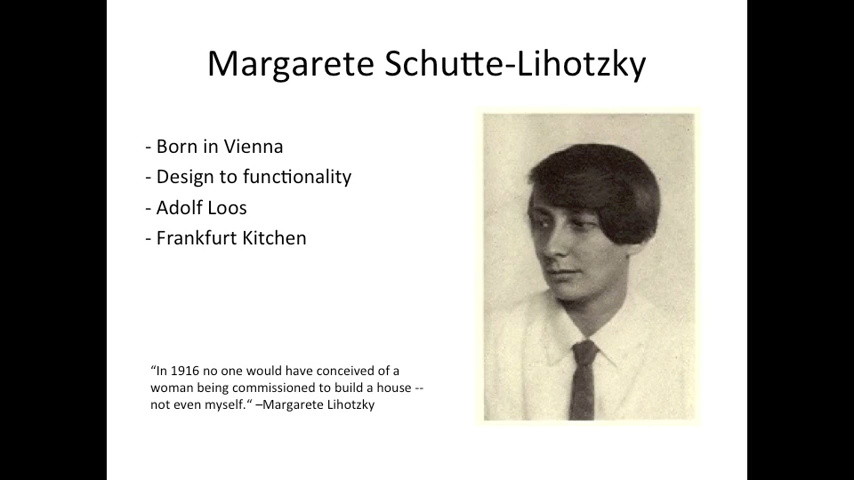 Margarete Schutte-Lihotzky
- Born in Vienna
- Design to functionality
- Adolf Loos
- Frankfurt Kitchen
“In 1916 no one would have conceived of a
woman being commissioned to build a house --
not even myself.“ –Margarete Lihotzky